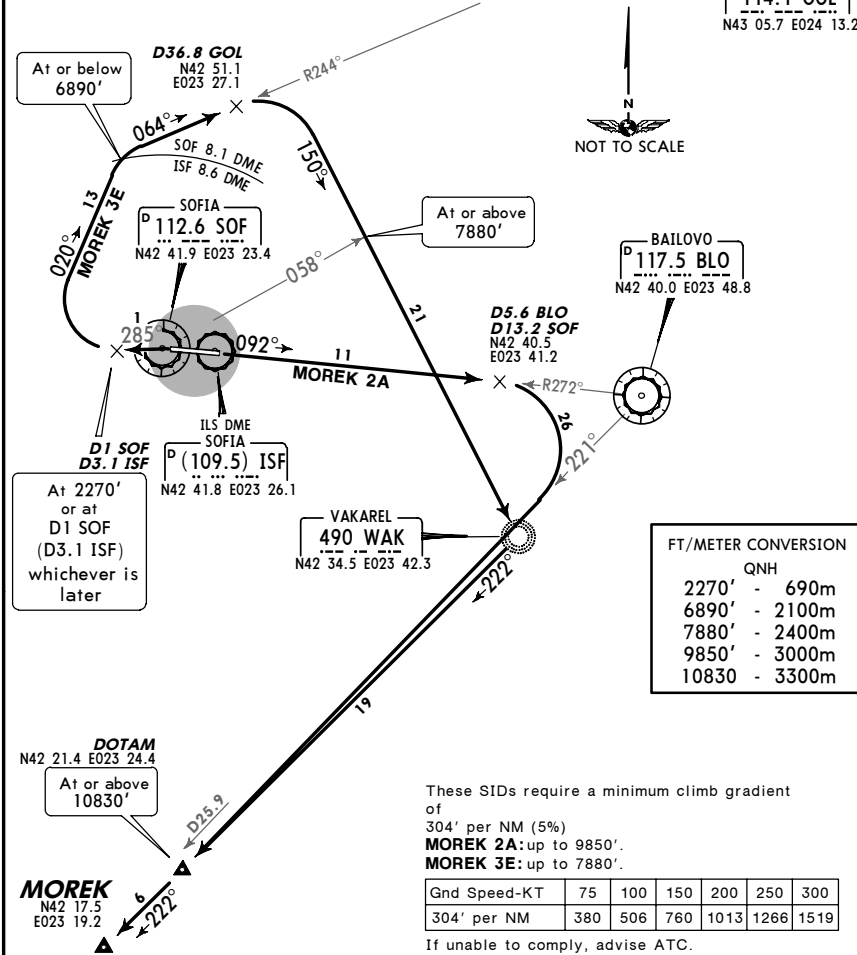 114.1 GOL
N43 05.7 E024 13.2
D36.8 GOL
N42 51.1
E023 27.1
R244°
At or below
6890'
064°
SOF 8.1 DME
ISF 8.6 DME
150°
N
NOT TO SCALE
13
MOREK 3E
020°
SOFIA
D 112.6 SOF
N42 41.9 E023 23.4
At or above
7880'
058°
BAILOVO
D 117.5 BLO
N42 40.0 E023 48.8
21
1
285°
092°
11
MOREK 2A
D5.6 BLO
D13.2 SOF
N42 40.5
E023 41.2
R272°
26
221°
D1 SOF
D3.1 ISF
ILS DME
SOFIA
D (109.5) ISF
N42 41.8 E023 26.1
At 2270'
or at
D1 SOF
(D3.1 ISF)
whichever is
later
VAKAREL
490 WAK
N42 34.5 E023 42.3
222°
FT/METER CONVERSION
QNH
2270' - 690m
6890' - 2100m
7880' - 2400m
9850' - 3000m
10830 - 3300m
19
DOTAM
N42 21.4 E023 24.4
At or above
10830'
D25.9
MOREK
N42 17.5
E023 19.2
6
222°
These SIDs require a minimum climb gradient
of
304' per NM (5%)
MOREK 2A: up to 9850'.
MOREK 3E: up to 7880'.
Gnd Speed-KT 75 100 150 200 250 300
304' per NM 380 506 760 1013 1266 1519
If unable to comply, advise ATC.